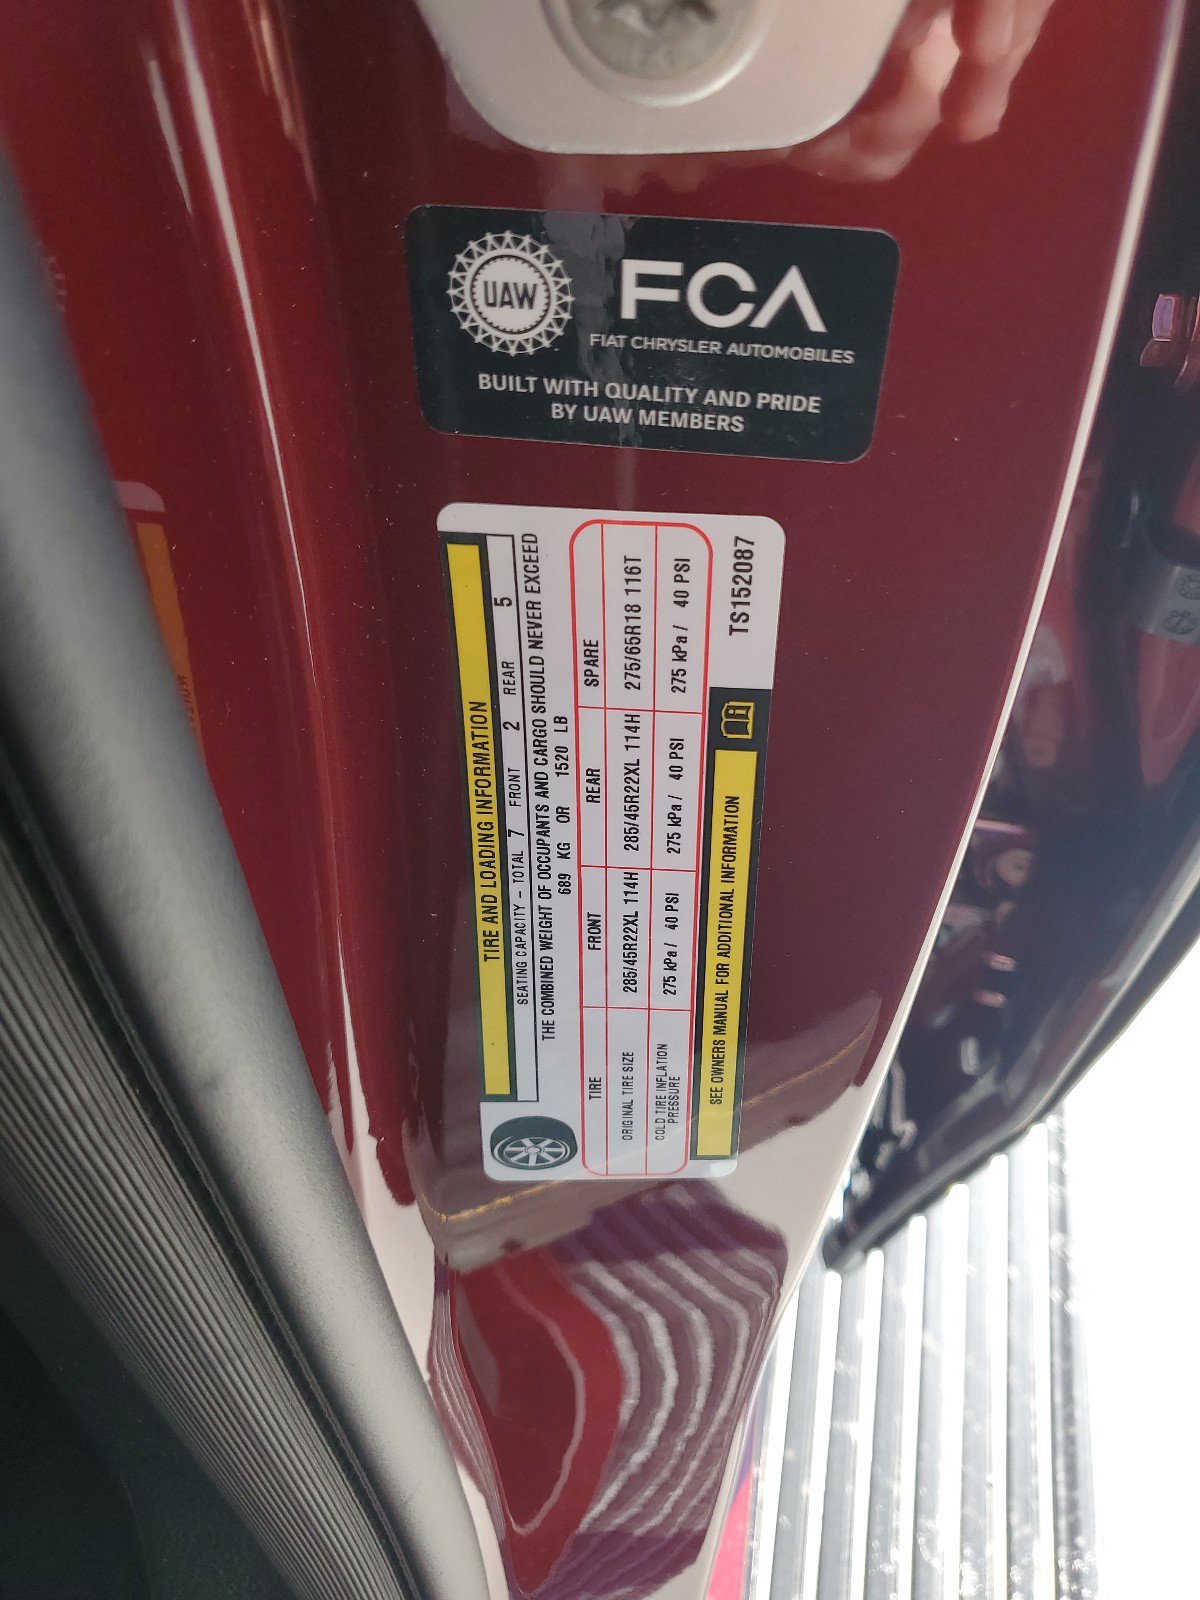 UAW
FCA
FIAT CHRYSLER AUTOMOBILES
BUILT WITH QUALITY AND PRIDE
BY UAW MEMBERS
TIRE AND LOADING INFORMATION
SEATING CAPACITY - TOTAL 7 FRONT 2 REAR 5
THE COMBINED WEIGHT OF OCCUPANTS AND CARGO SHOULD NEVER EXCEED
689 KG OR 1520 LB
TIRE FRONT REAR SPARE
ORIGINAL TIRE SIZE 285/45R22XL 114H 285/45R22XL 114H 275/65R18 116T
COLD TIRE INFLATION
PRESSURE 275 kPa / 40 PSI 275 kPa / 40 PSI 275 kPa / 40 PSI
SEE OWNERS MANUAL FOR ADDITIONAL INFORMATION
TS152087